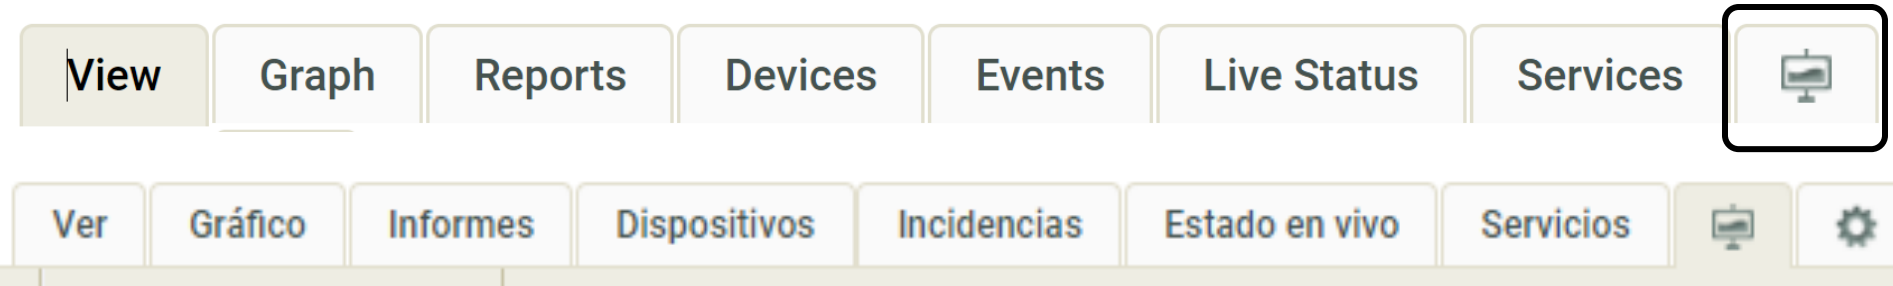 View Graph Reports Devices Events Live Status Services
Ver Gráfico Informes Dispositivos Incidencias Estado en vivo Servicios